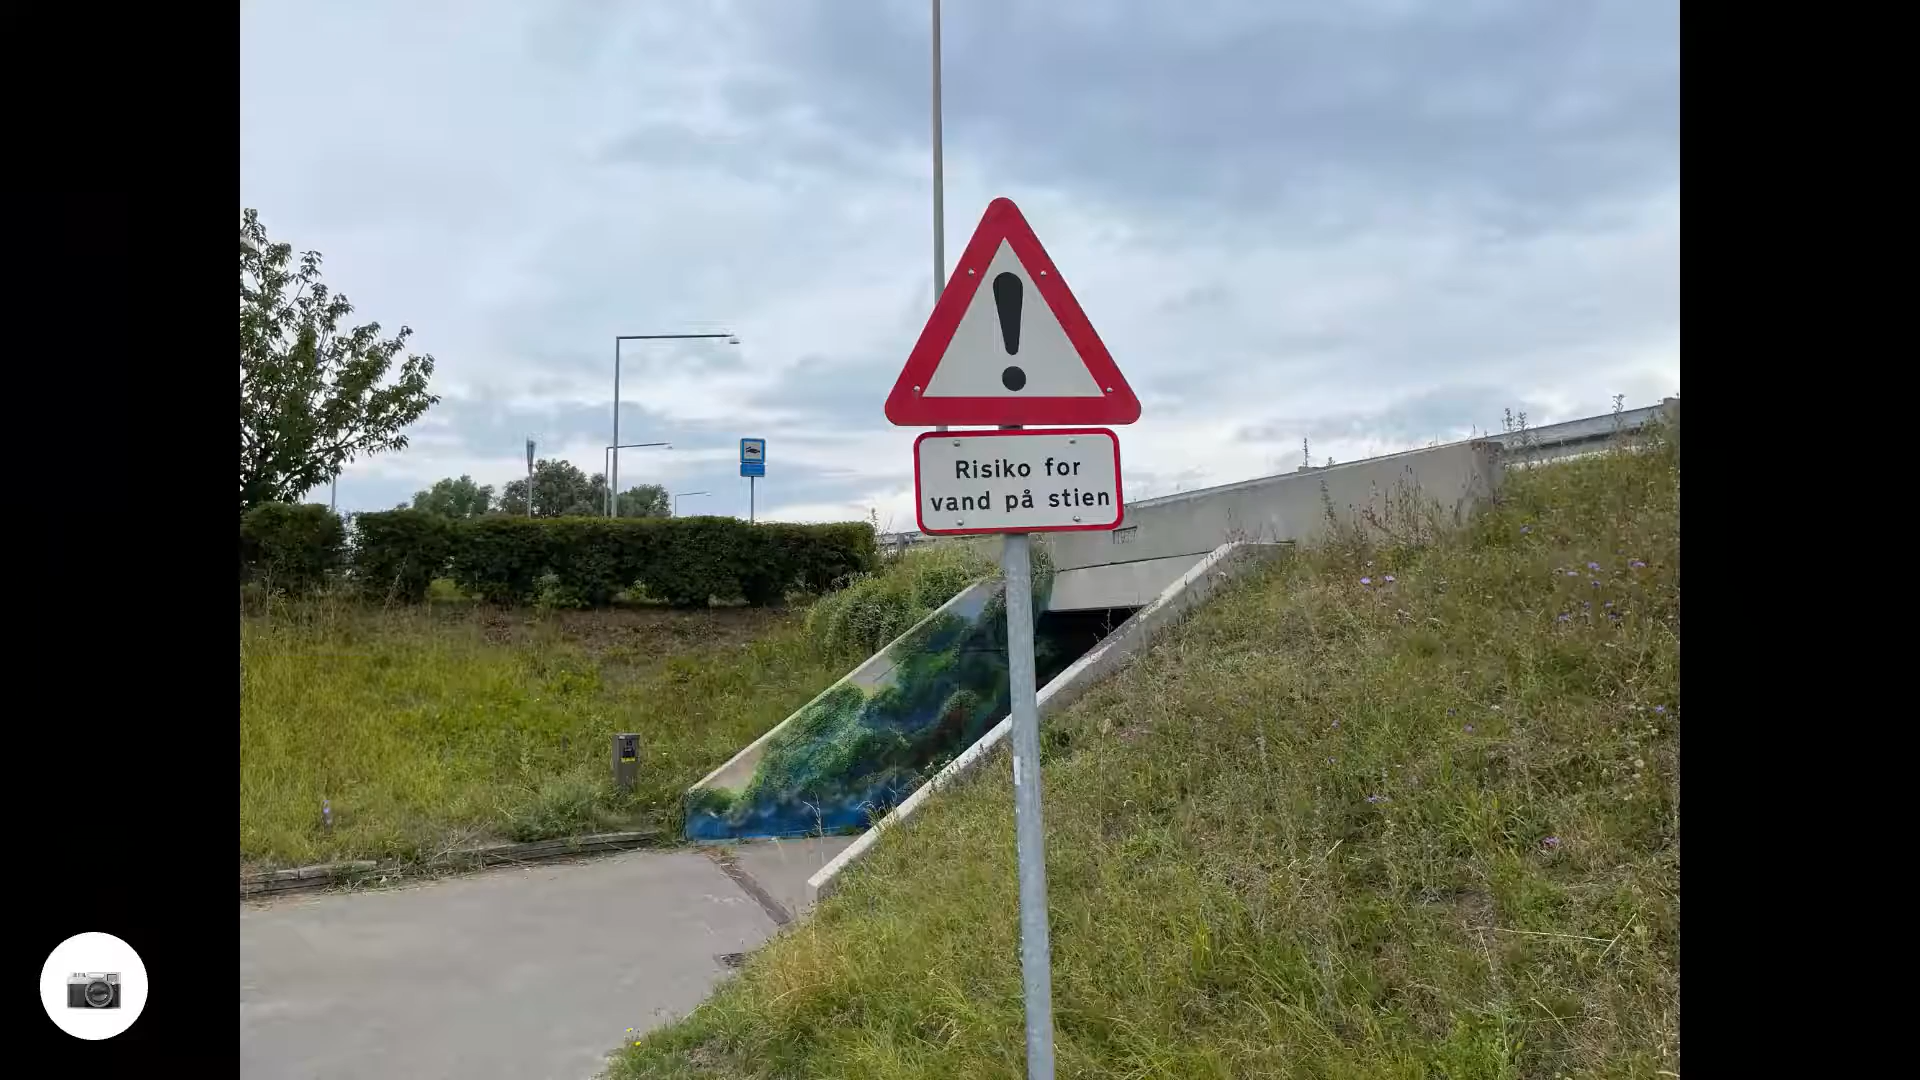 Risiko for
vand på stien